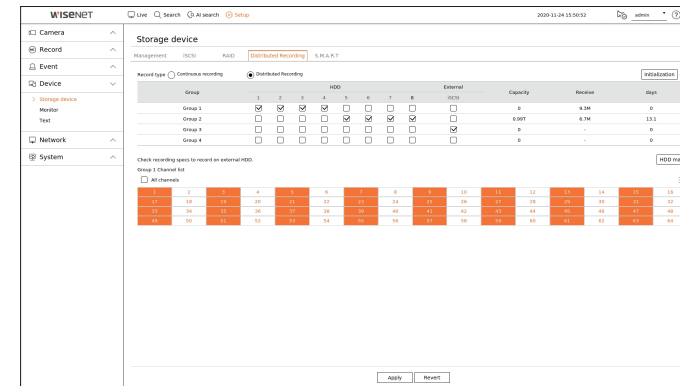 WISENET Live Search AI search Setup 2020-11-24 15:50:52 admin
Camera
Record
Event
Device
Storage device
Monitor
Text
Network
System
Storage device
Management iSCSI RAID Distributed Recording S.M.A.R.T
Record type Continuous recording Distributed Recording Initialization
Group HDD External Capacity Receive days
1 2 3 4 5 6 7 8 iSCSI
Group 1 0 9.3M 0
Group 2 0.99T 6.7M 13.1
Group 3 0 - 0
Group 4 0 - 0
Check recording specs to record on external HDD. HDD ma
Group 1 Channel list
All channels
1 2 3 4 5 6 7 8 9 10 11 12 13 14 15 16
17 18 19 20 21 22 23 24 25 26 27 28 29 30 31 32
33 34 35 36 37 38 39 40 41 42 43 44 45 46 47 48
49 50 51 52 53 54 55 56 57 58 59 60 61 62 63 64
Apply Revert